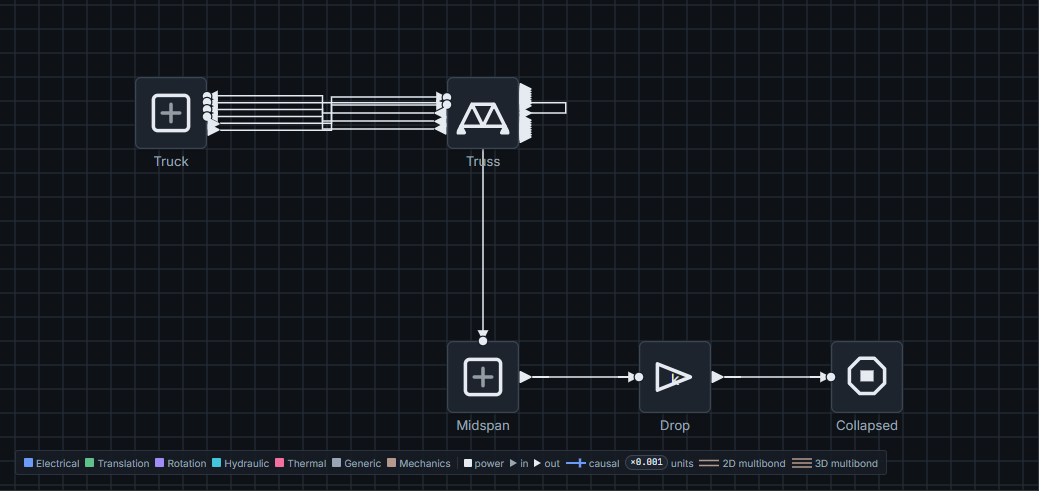 Truck
Truss
K
Midspan
Drop
Collapsed
Electrical Translation Rotation Hydraulic Thermal Generic Mechanics power in out causal ×0.001 units 2D multibond 3D multibond